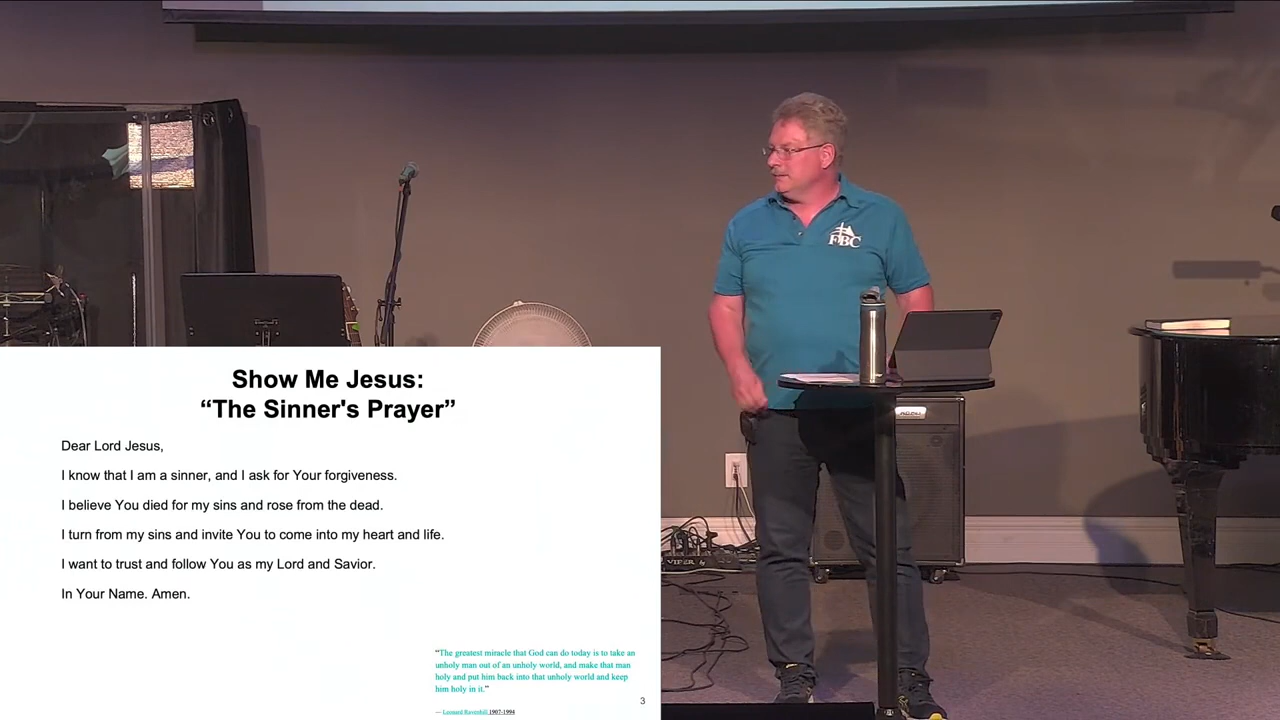 FBC
Show Me Jesus:
“The Sinner's Prayer”
Dear Lord Jesus,
I know that I am a sinner, and I ask for Your forgiveness.
I believe You died for my sins and rose from the dead.
I turn from my sins and invite You to come into my heart and life.
I want to trust and follow You as my Lord and Savior.
In Your Name. Amen.
“The greatest miracle that God can do today is to take an
unholy man out of an unholy world, and make that man
holy and put him back into that unholy world and keep
him holy in it.”
3
— Leonard Ravenhill 1907-1994
VIPER